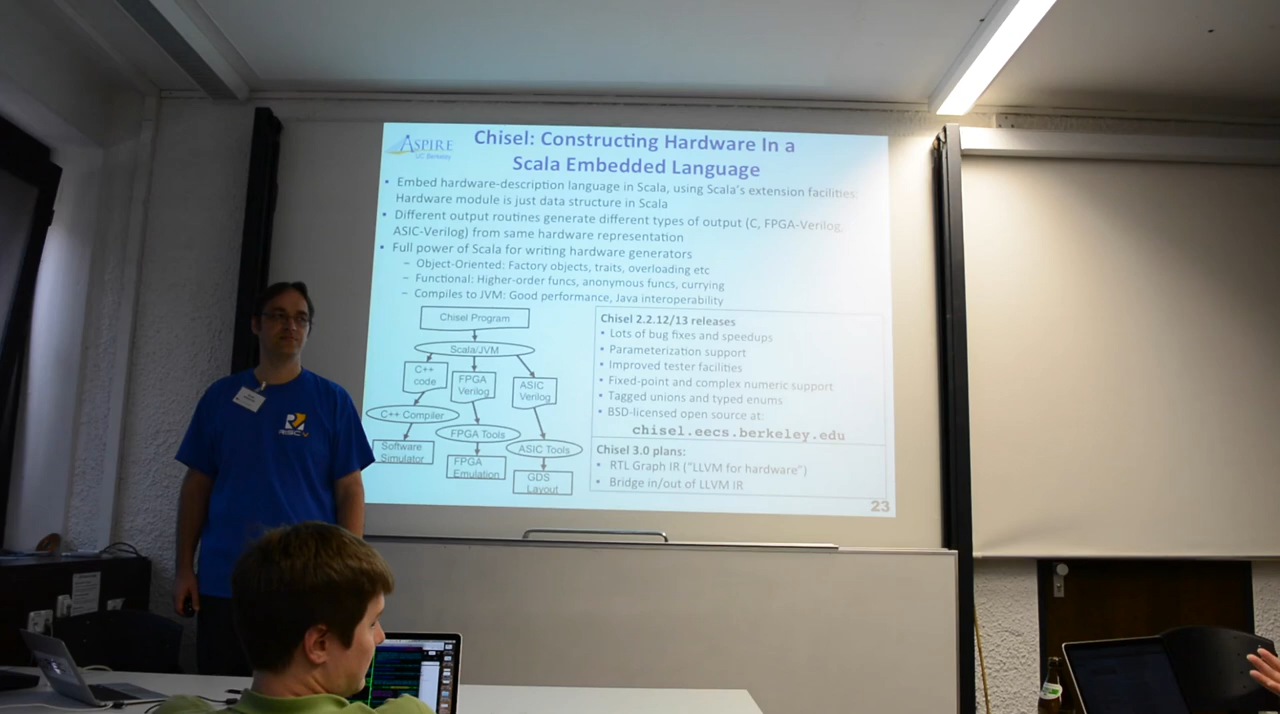 ASPIRE
UC Berkeley
Chisel: Constructing Hardware In a
Scala Embedded Language
• Embed hardware-description language in Scala, using Scala's extension facilities:
Hardware module is just data structure in Scala
• Different output routines generate different types of output (C, FPGA-Verilog,
ASIC-Verilog) from same hardware representation
• Full power of Scala for writing hardware generators
– Object-Oriented: Factory objects, traits, overloading etc
– Functional: Higher-order funcs, anonymous funcs, currying
– Compiles to JVM: Good performance, Java interoperability
Chisel Program
Scala/JVM
C++
code
FPGA
Verilog
ASIC
Verilog
C++ Compiler
FPGA Tools
ASIC Tools
Software
Simulator
FPGA
Emulation
GDS
Layout
Chisel 2.2.12/13 releases
• Lots of bug fixes and speedups
• Parameterization support
• Improved tester facilities
• Fixed-point and complex numeric support
• Tagged unions and typed enums
• BSD-licensed open source at:
chisel.eecs.berkeley.edu
Chisel 3.0 plans:
• RTL Graph IR ("LLVM for hardware")
• Bridge in/out of LLVM IR
23
RISC-V